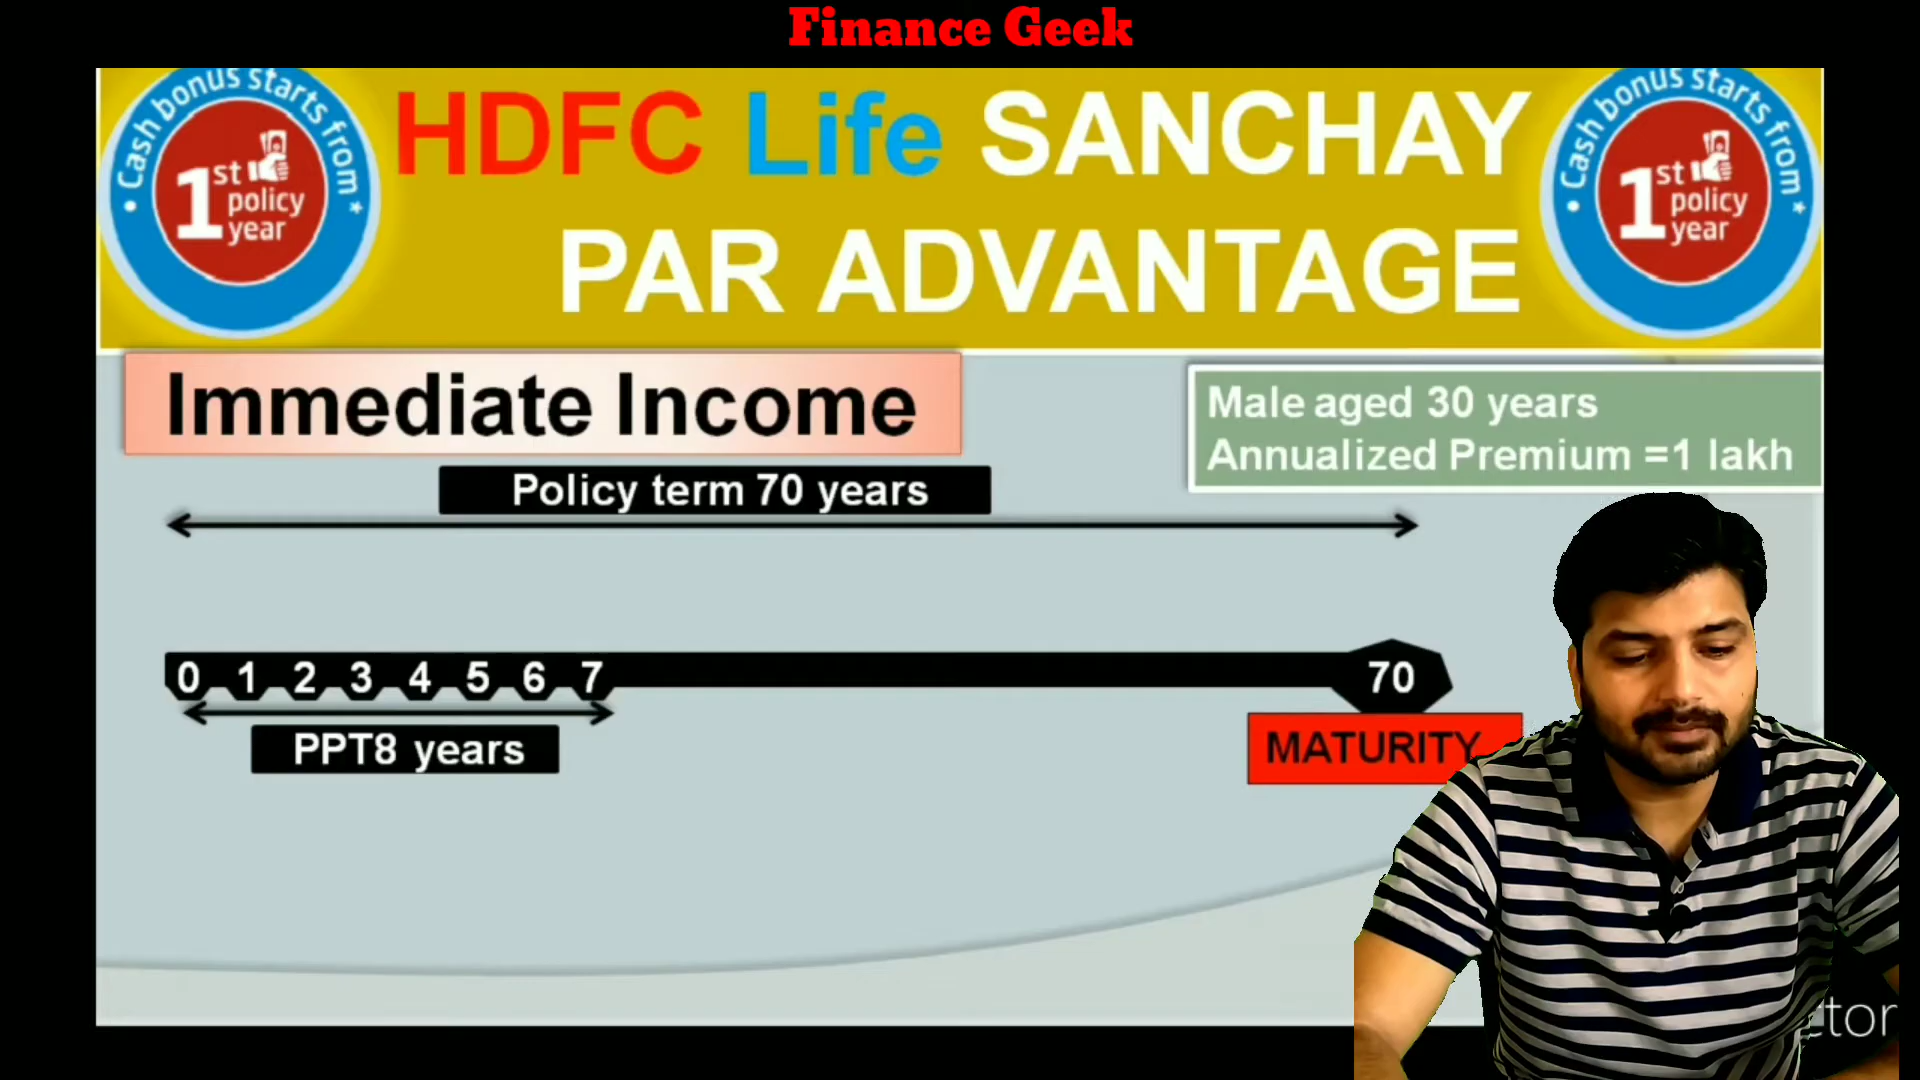 Finance Geek
Cash bonus starts from*
1st policy year
HDFC Life SANCHAY
PAR ADVANTAGE
Cash bonus starts from*
1st policy year
Immediate Income
Male aged 30 years
Annualized Premium =1 lakh
Policy term 70 years
0 1 2 3 4 5 6 7 70
PPT8 years
MATURITY